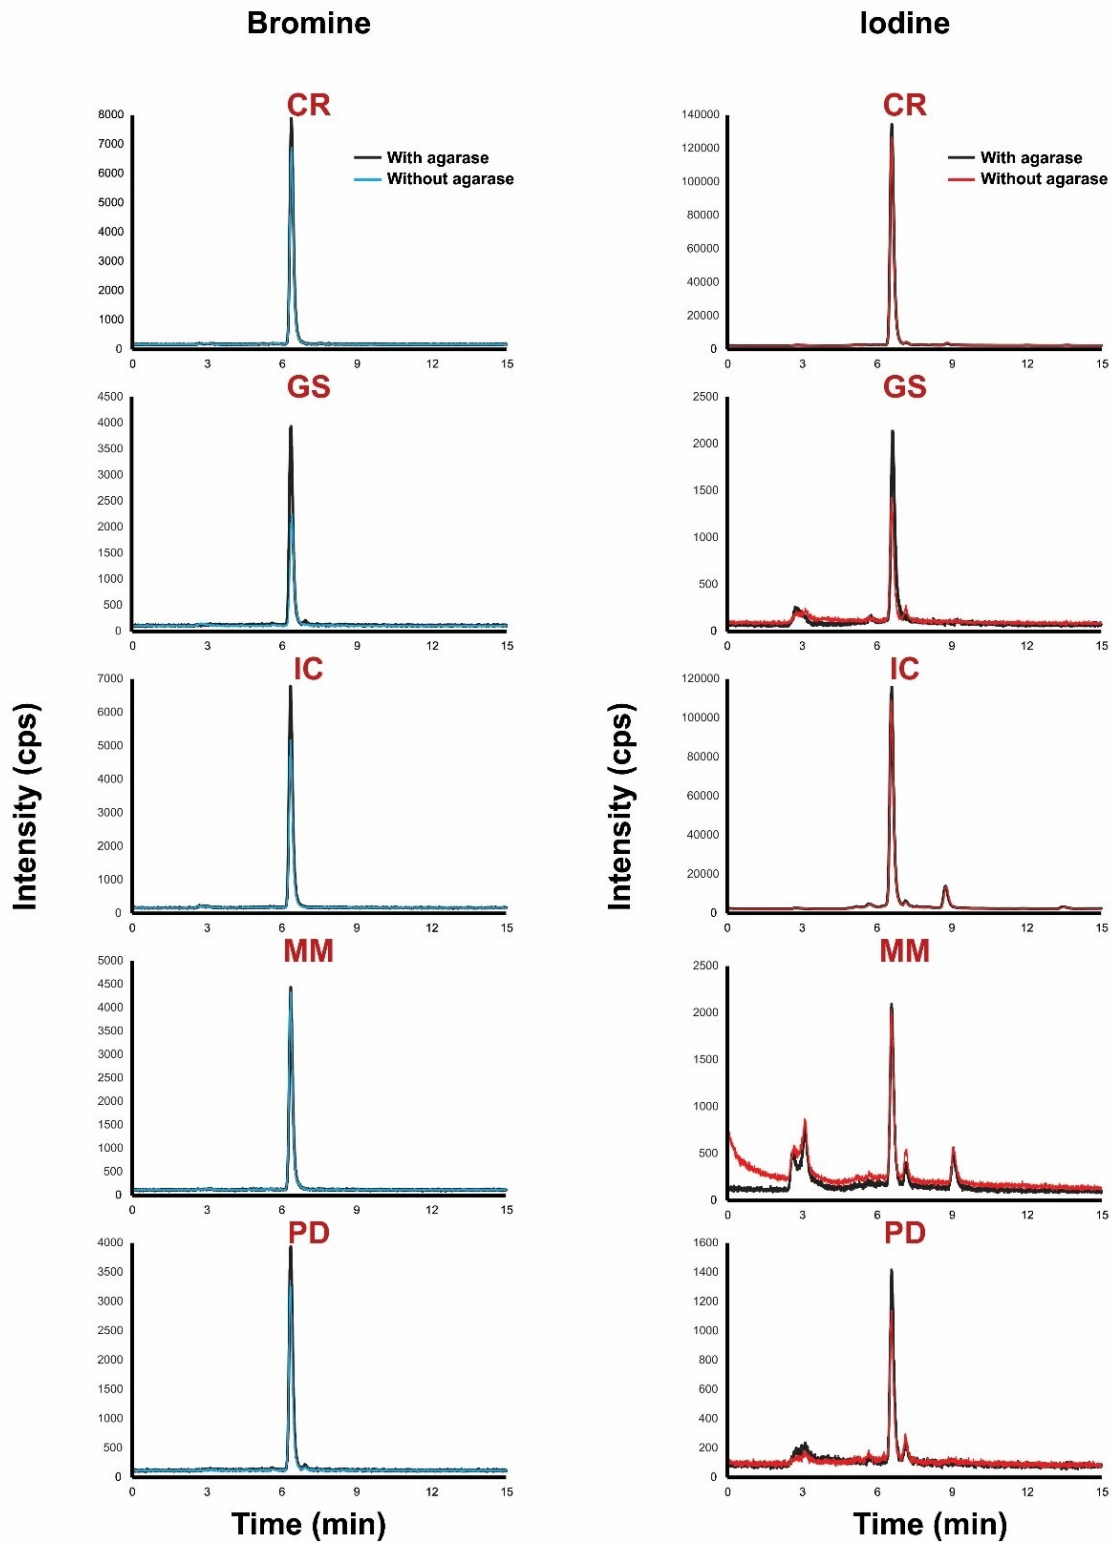 Bromine
Iodine
CR
8000
7000
6000
5000
4000
3000
2000
1000
0
With agarase
Without agarase
0 3 6 9 12 15
CR
140000
120000
100000
80000
60000
40000
20000
0
With agarase
Without agarase
0 3 6 9 12 15
GS
4500
4000
3500
3000
2500
2000
1500
1000
500
0
0 3 6 9 12 15
GS
2500
2000
1500
1000
500
0
0 3 6 9 12 15
IC
7000
6000
5000
4000
3000
2000
1000
0
0 3 6 9 12 15
IC
120000
100000
80000
60000
40000
20000
0
0 3 6 9 12 15
Intensity (cps)
Intensity (cps)
MM
5000
4500
4000
3500
3000
2500
2000
1500
1000
500
0
0 3 6 9 12 15
MM
2500
2000
1500
1000
500
0
0 3 6 9 12 15
PD
4000
3500
3000
2500
2000
1500
1000
500
0
0 3 6 9 12 15
PD
1600
1400
1200
1000
800
600
400
200
0
0 3 6 9 12 15
Time (min)
Time (min)